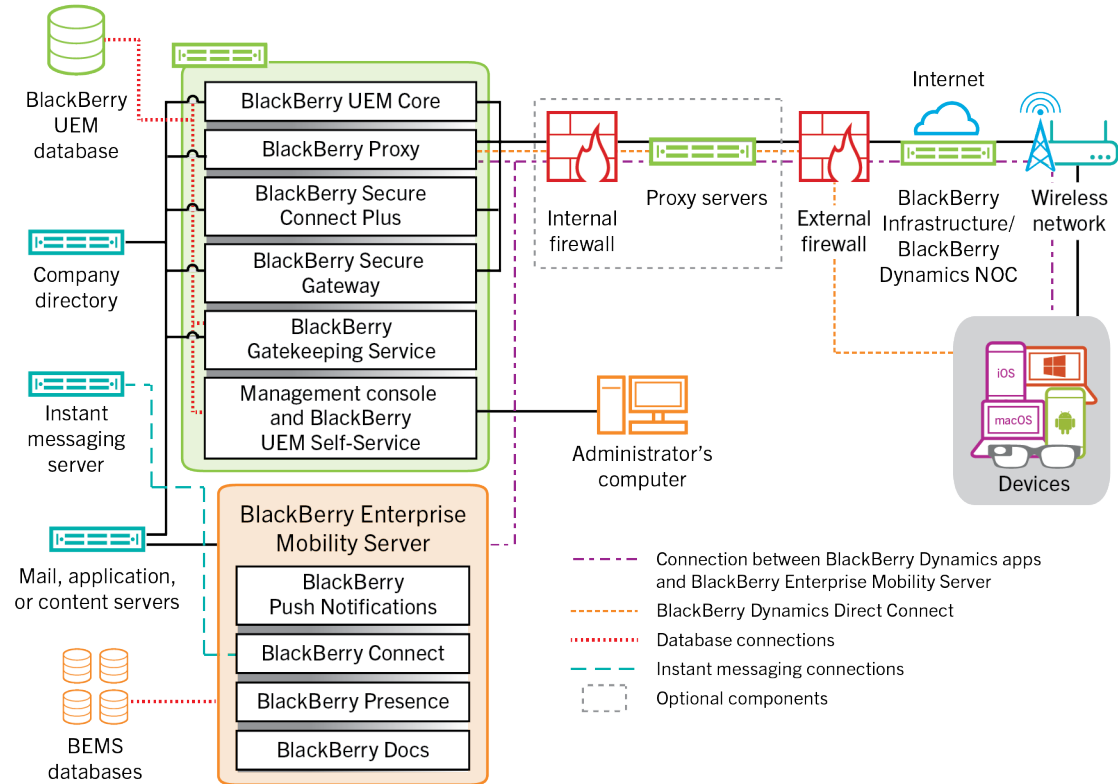 BlackBerry
UEM
database
BlackBerry UEM Core
BlackBerry Proxy
BlackBerry Secure
Connect Plus
BlackBerry Secure
Gateway
BlackBerry
Gatekeeping Service
Management console
and BlackBerry
UEM Self-Service
Company
directory
Instant
messaging
server
Mail, application,
or content servers
BEMS
databases
BlackBerry Enterprise
Mobility Server
BlackBerry
Push Notifications
BlackBerry Connect
BlackBerry Presence
BlackBerry Docs
Internal
firewall
Proxy servers
External
firewall
Internet
BlackBerry
Infrastructure/
BlackBerry
Dynamics NOC
Wireless
network
Administrator's
computer
iOS
macOS
Devices
Connection between BlackBerry Dynamics apps
and BlackBerry Enterprise Mobility Server
BlackBerry Dynamics Direct Connect
Database connections
Instant messaging connections
Optional components